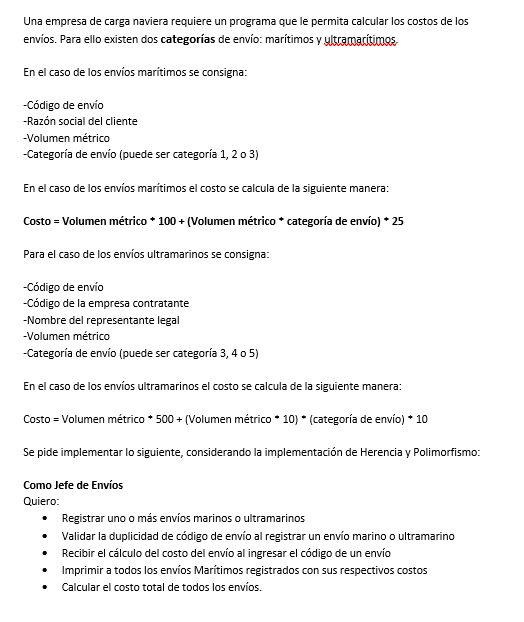 Una empresa de carga naviera requiere un programa que le permita calcular los costos de los
envíos. Para ello existen dos categorías de envío: marítimos y ultramarítimos.
En el caso de los envíos marítimos se consigna:
-Código de envío
-Razón social del cliente
-Volumen métrico
-Categoría de envío (puede ser categoría 1, 2 o 3)
En el caso de los envíos marítimos el costo se calcula de la siguiente manera:
Costo = Volumen métrico * 100 + (Volumen métrico * categoría de envío) * 25
Para el caso de los envíos ultramarinos se consigna:
-Código de envío
-Código de la empresa contratante
-Nombre del representante legal
-Volumen métrico
-Categoría de envío (puede ser categoría 3, 4 o 5)
En el caso de los envíos ultramarinos el costo se calcula de la siguiente manera:
Costo = Volumen métrico * 500 + (Volumen métrico * 10) * (categoría de envío) * 10
Se pide implementar lo siguiente, considerando la implementación de Herencia y Polimorfismo:
Como Jefe de Envíos
Quiero:
• Registrar uno o más envíos marinos o ultramarinos
• Validar la duplicidad de código de envío al registrar un envío marino o ultramarino
• Recibir el cálculo del costo del envío al ingresar el código de un envío
• Imprimir a todos los envíos Marítimos registrados con sus respectivos costos
• Calcular el costo total de todos los envíos.